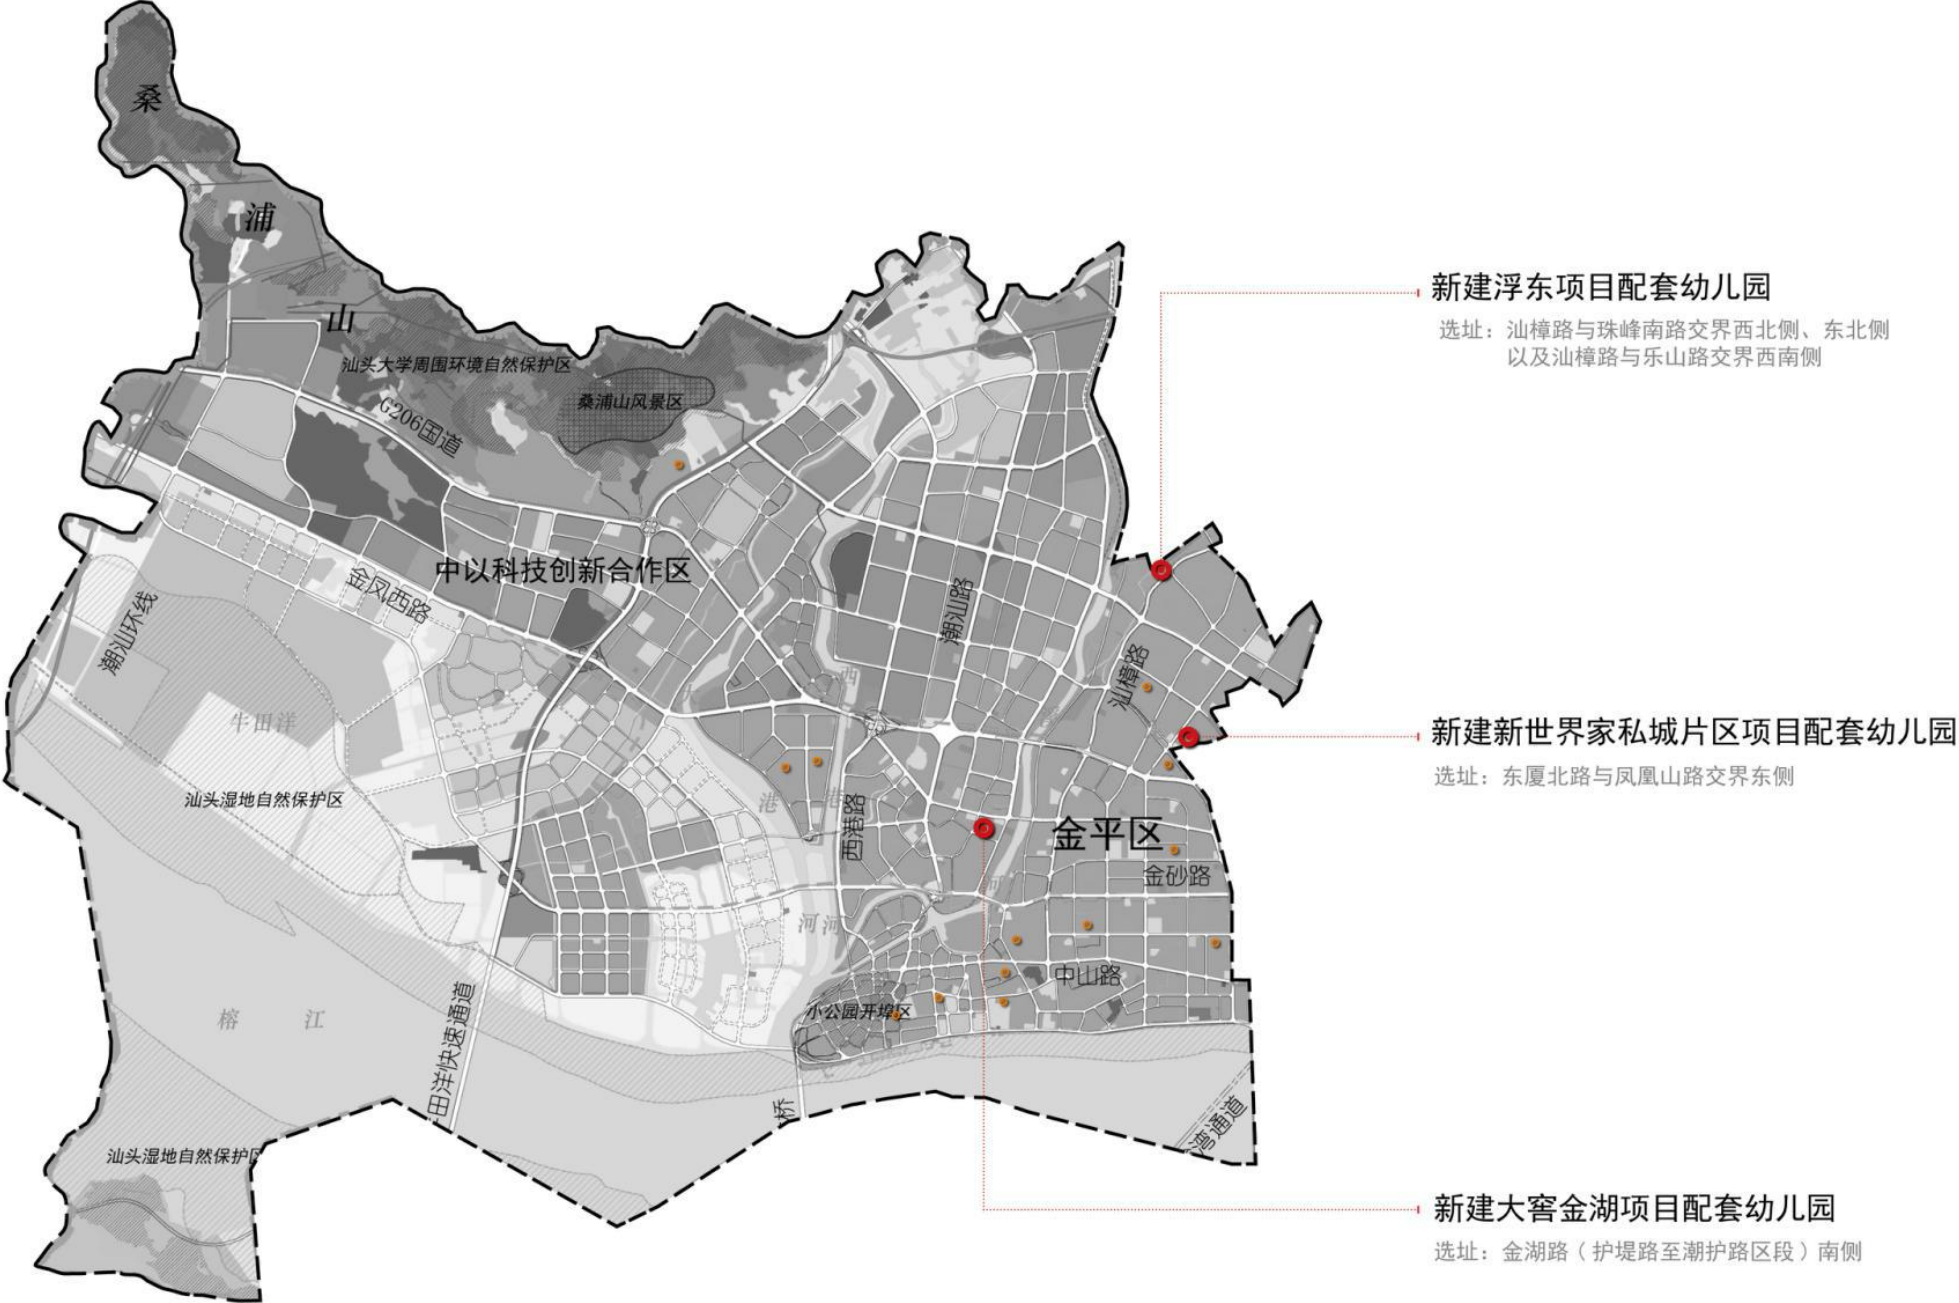 桑
浦
山
汕头大学周围环境自然保护区
桑浦山风景区
G206国道
中以科技创新合作区
金凤西路
潮汕环线
潮汕路
汕樟路
牛田洋
西
港
港
汕头湿地自然保护区
西港路
金平区
金砂路
河
河河
中山路
小公园开埠区
榕 江
田洋快速通道
桥
湾通道
汕头湿地自然保护区
新建浮东项目配套幼儿园
选址：汕樟路与珠峰南路交界西北侧、东北侧
以及汕樟路与乐山路交界西南侧
新建新世界家私城片区项目配套幼儿园
选址：东厦北路与凤凰山路交界东侧
新建大窖金湖项目配套幼儿园
选址：金湖路（护堤路至潮护路区段）南侧